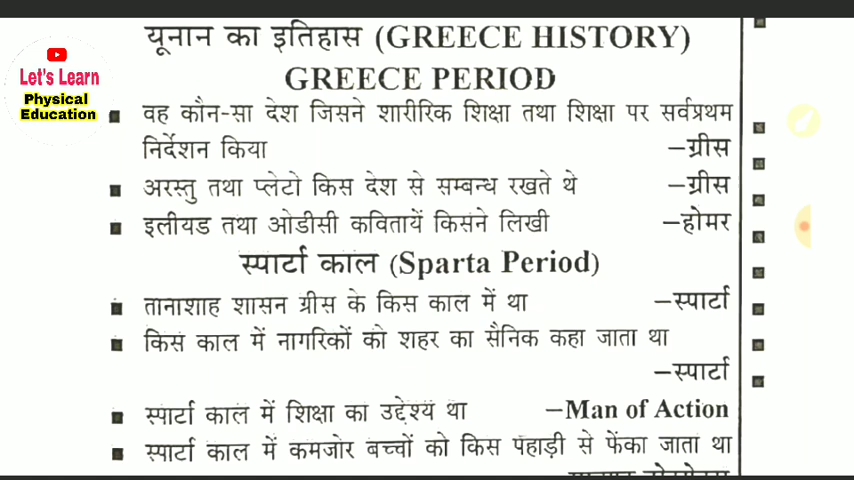 यूनान का इतिहास (GREECE HISTORY)
GREECE PERIOD
Let's Learn
Physical
Education
वह कौन-सा देश जिसने शारीरिक शिक्षा तथा शिक्षा पर सर्वप्रथम
निर्देशन किया –ग्रीस
अरस्तु तथा प्लेटो किस देश से सम्बन्ध रखते थे –ग्रीस
इलीयड तथा ओडीसी कवितायें किसने लिखी –होमर
स्पार्टा काल (Sparta Period)
तानाशाह शासन ग्रीस के किस काल में था –स्पार्टा
किस काल में नागरिकों को शहर का सैनिक कहा जाता था
–स्पार्टा
स्पार्टा काल में शिक्षा का उद्देश्य था –Man of Action
स्पार्टा काल में कमजोर बच्चों को किस पहाड़ी से फेंका जाता था